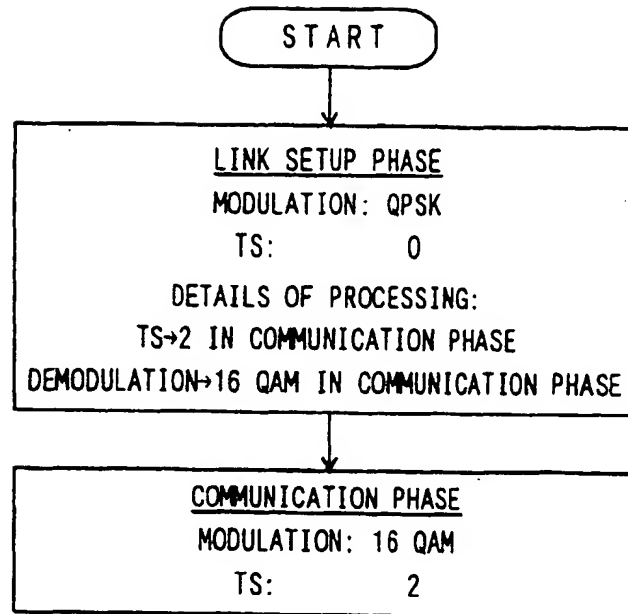 START
LINK SETUP PHASE
MODULATION: QPSK
TS: 0
DETAILS OF PROCESSING:
TS→2 IN COMMUNICATION PHASE
DEMODULATION→16 QAM IN COMMUNICATION PHASE
COMMUNICATION PHASE
MODULATION: 16 QAM
TS: 2